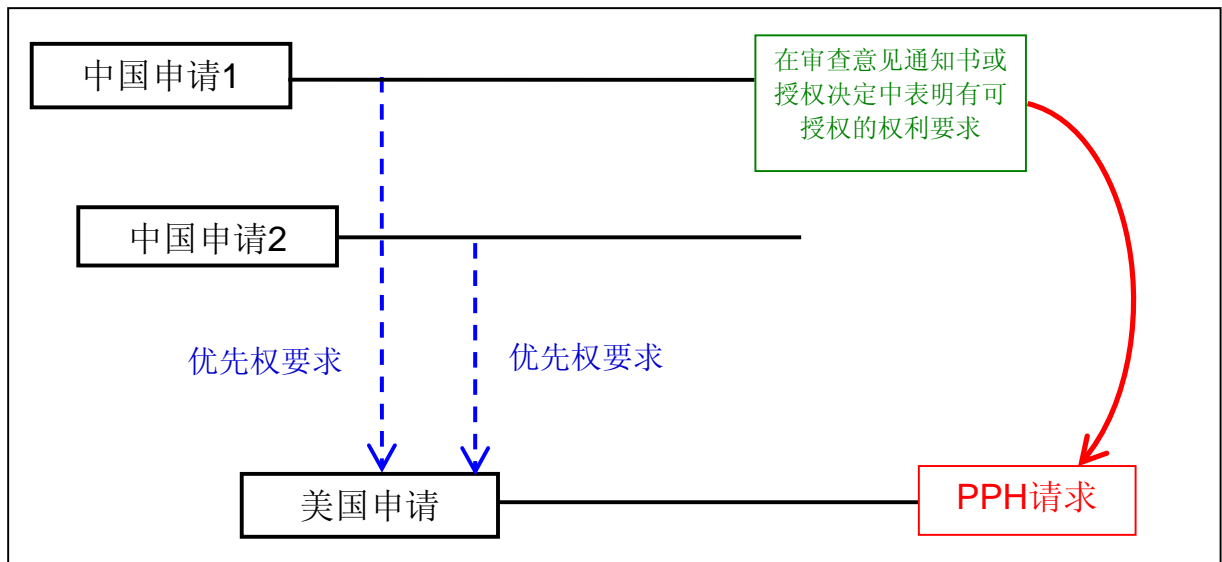 中国申请1
在审查意见通知书或
授权决定中表明有可
授权的权利要求
中国申请2
优先权要求
优先权要求
美国申请
PPH请求